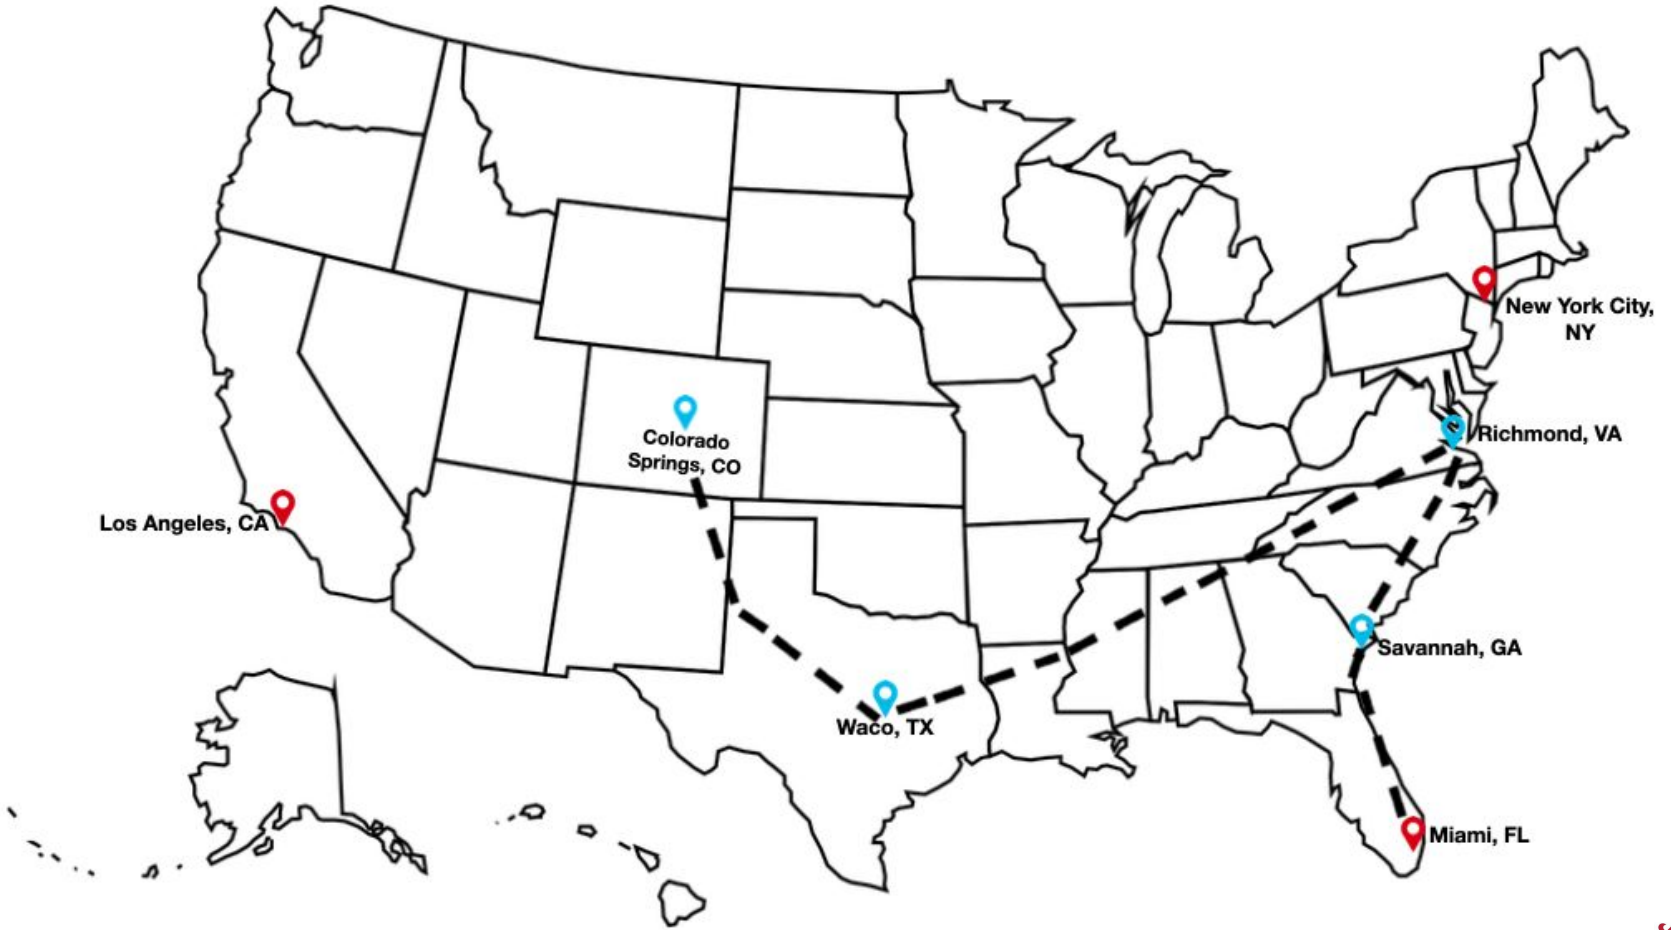 New York City,
NY
Colorado
Springs, CO
Richmond, VA
Los Angeles, CA
Savannah, GA
Waco, TX
Miami, FL